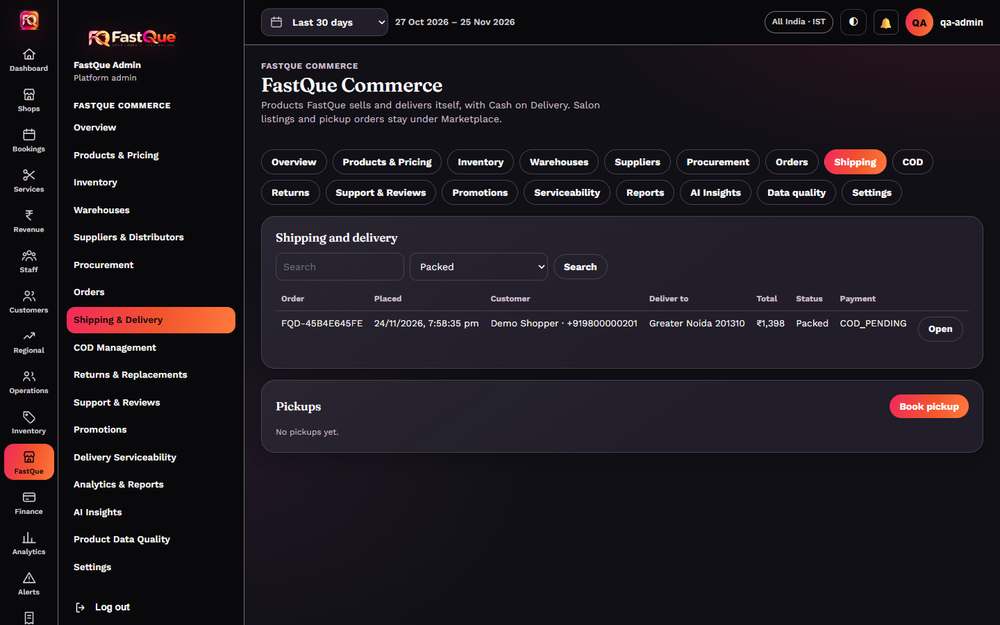 Dashboard
Shops
Bookings
Services
Revenue
Staff
Customers
Regional
Operations
Inventory
FastQue
Finance
Analytics
Alerts
FastQue
FastQue Admin
Platform admin
FASTQUE COMMERCE
Overview
Products & Pricing
Inventory
Warehouses
Suppliers & Distributors
Procurement
Orders
Shipping & Delivery
COD Management
Returns & Replacements
Support & Reviews
Promotions
Delivery Serviceability
Analytics & Reports
AI Insights
Product Data Quality
Settings
Log out
Last 30 days 27 Oct 2026 – 25 Nov 2026 All India · IST QA qa-admin
FASTQUE COMMERCE
FastQue Commerce
Products FastQue sells and delivers itself, with Cash on Delivery. Salon
listings and pickup orders stay under Marketplace.
Overview Products & Pricing Inventory Warehouses Suppliers Procurement Orders Shipping COD
Returns Support & Reviews Promotions Serviceability Reports AI Insights Data quality Settings
Shipping and delivery
Search Packed Search
Order Placed Customer Deliver to Total Status Payment
FQD-45B4E645FE 24/11/2026, 7:58:35 pm Demo Shopper · +919800000201 Greater Noida 201310 ₹1,398 Packed COD_PENDING Open
Pickups Book pickup
No pickups yet.